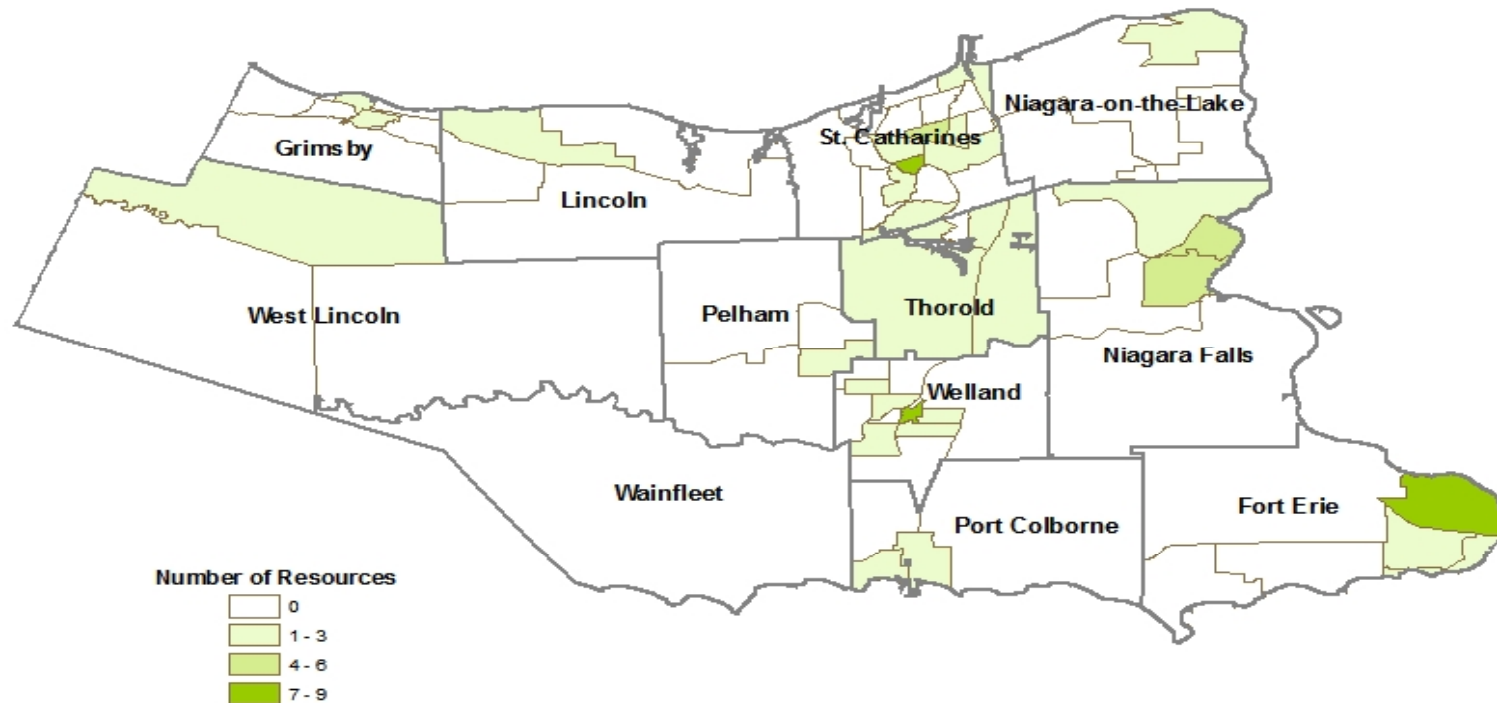 Niagara-on-the-Lake
St. Catharines
Grimsby
Lincoln
West Lincoln
Pelham
Thorold
Niagara Falls
Welland
Wainfleet
Port Colborne
Fort Erie
Number of Resources
0
1 - 3
4 - 6
7 - 9